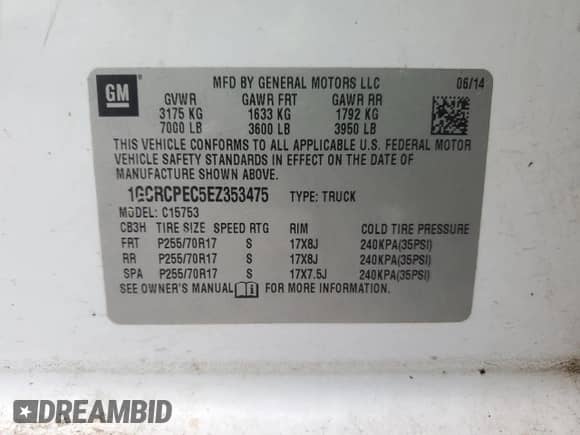 GM
MFD BY GENERAL MOTORS LLC 06/14
GVWR GAWR FRT GAWR RR
3175 KG 1633 KG 1792 KG
7000 LB 3600 LB 3950 LB
THIS VEHICLE CONFORMS TO ALL APPLICABLE U.S. FEDERAL MOTOR
VEHICLE SAFETY STANDARDS IN EFFECT ON THE DATE OF
MANUFACTURE SHOWN ABOVE.
1GCRCPEC5EZ353475 TYPE: TRUCK
MODEL: C15753
CB3H TIRE SIZE SPEED RTG RIM COLD TIRE PRESSURE
FRT P255/70R17 S 17X8J 240KPA(35PSI)
RR P255/70R17 S 17X8J 240KPA(35PSI)
SPA P255/70R17 S 17X7.5J 240KPA(35PSI)
SEE OWNER'S MANUAL FOR MORE INFORMATION.
DREAMBID